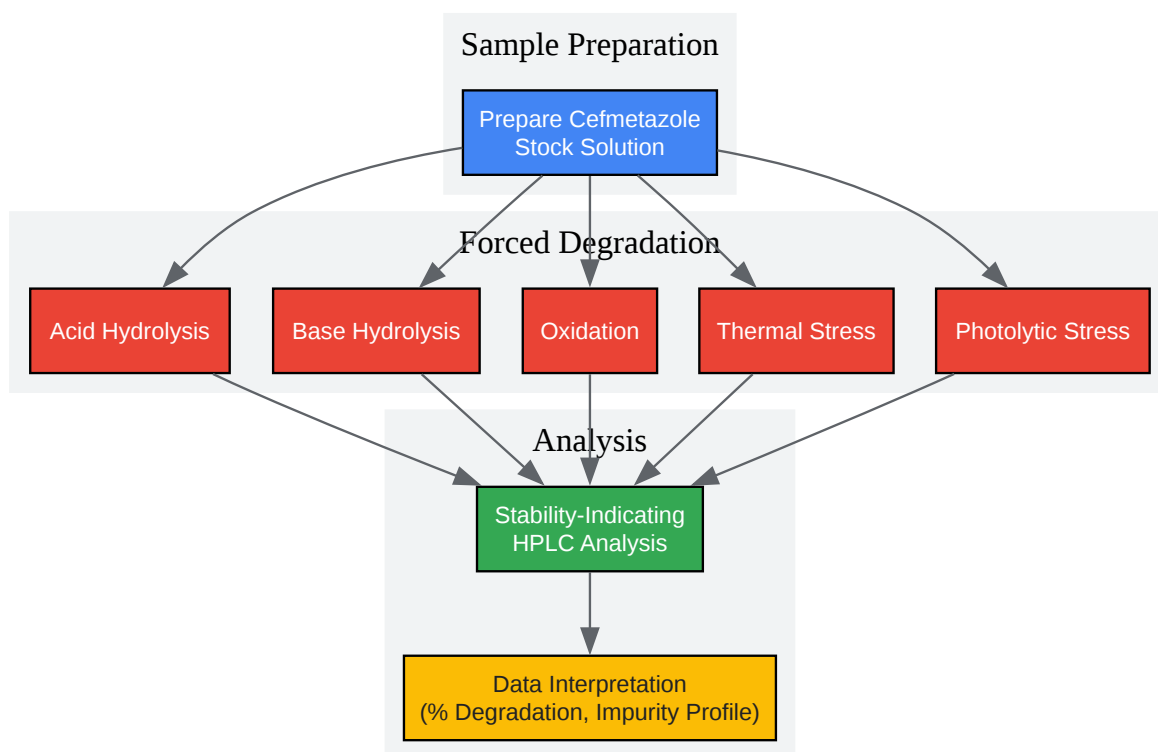 Sample Preparation
Prepare Cefmetazole
Stock Solution
Forced Degradation
Acid Hydrolysis
Base Hydrolysis
Oxidation
Thermal Stress
Photolytic Stress
Analysis
Stability-Indicating
HPLC Analysis
Data Interpretation
(% Degradation, Impurity Profile)